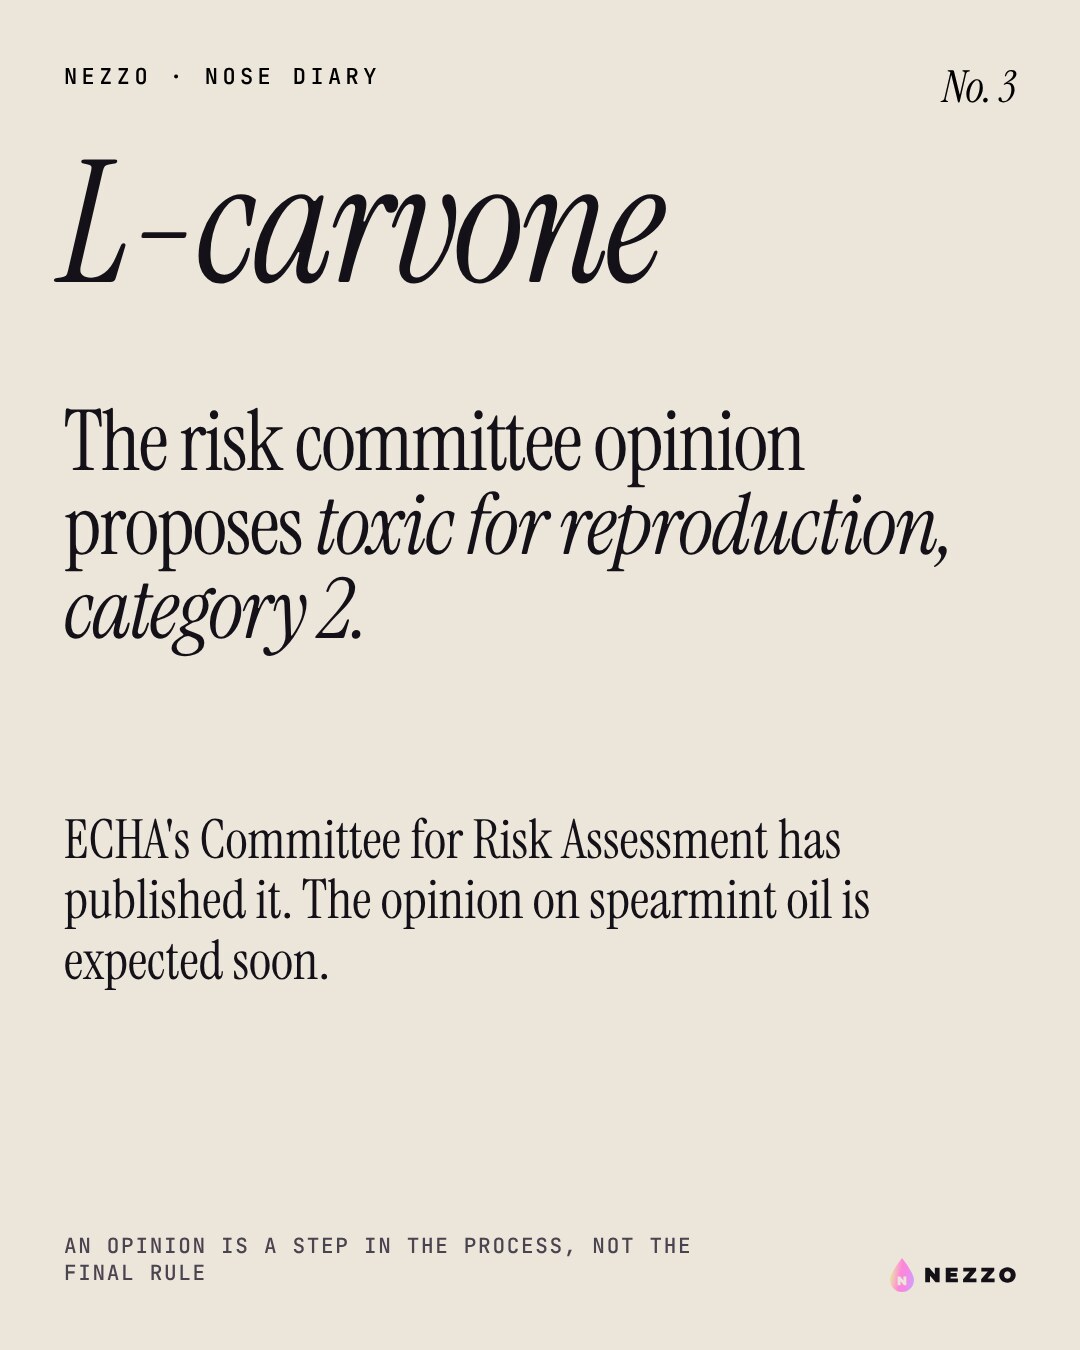 NEZZO · NOSE DIARY
No. 3
L-carvone
The risk committee opinion
proposes toxic for reproduction,
category 2.
ECHA's Committee for Risk Assessment has
published it. The opinion on spearmint oil is
expected soon.
AN OPINION IS A STEP IN THE PROCESS, NOT THE
FINAL RULE
N NEZZO